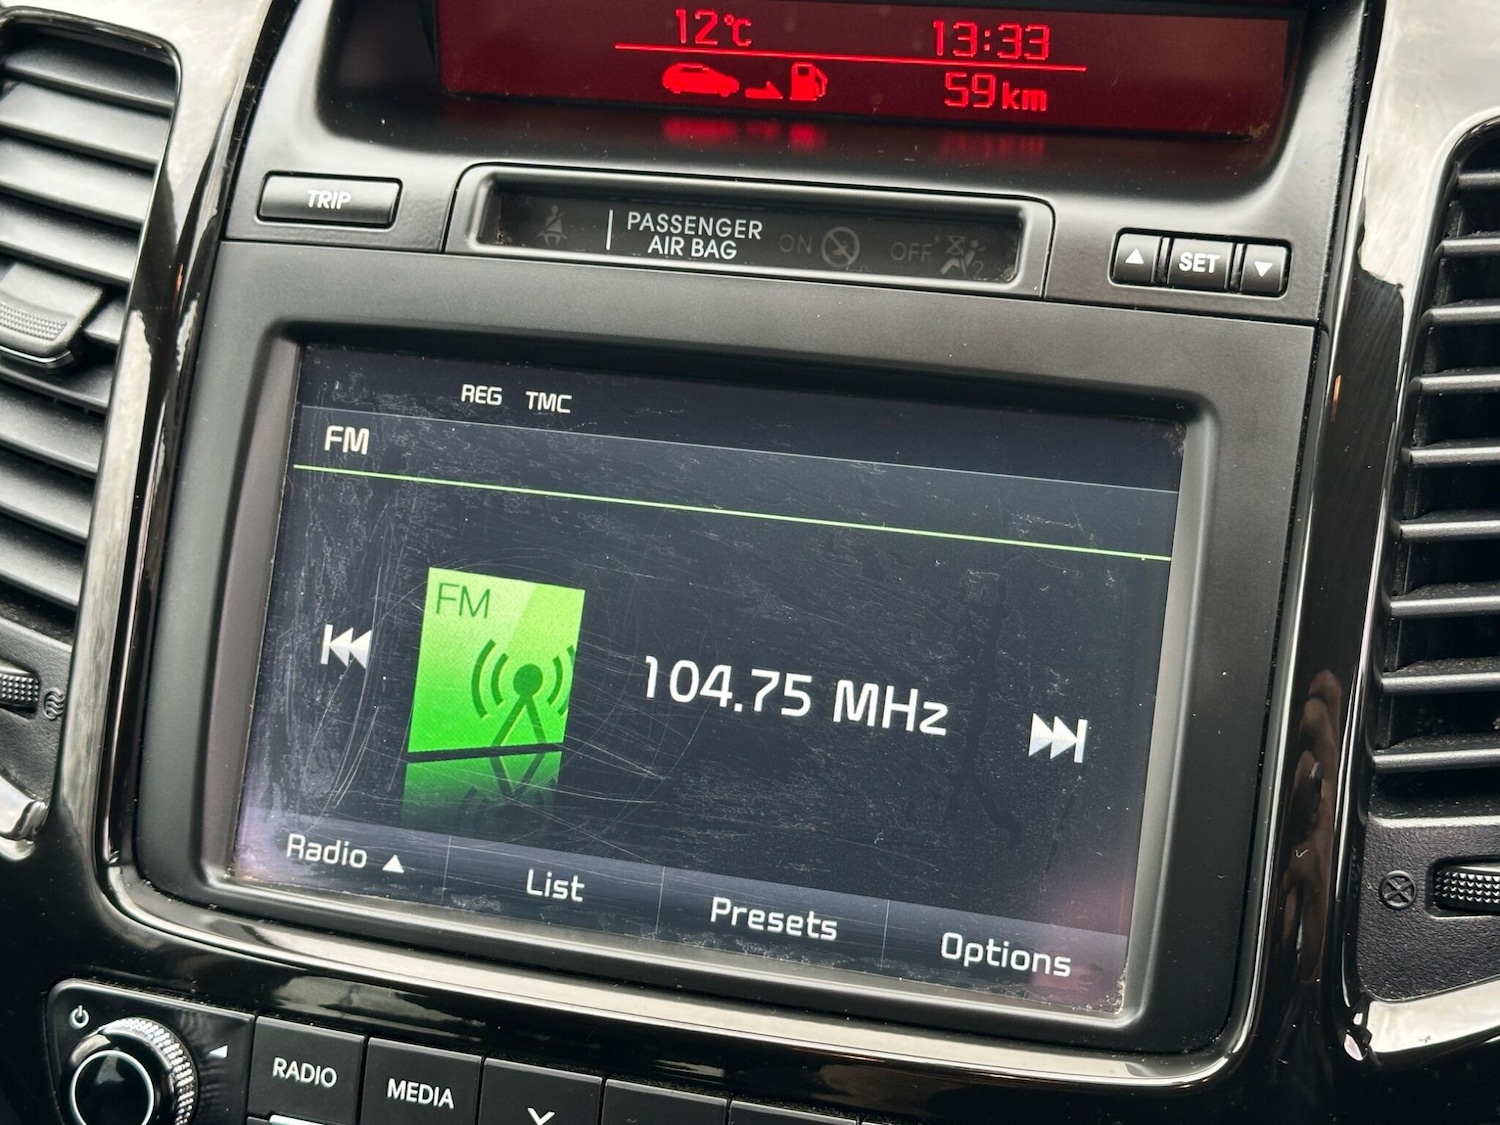 12°C 13:33
59km
TRIP
PASSENGER
AIR BAG
ON OFF
SET
REG TMC
FM
FM
104.75 MHz
Radio List Presets Options
RADIO MEDIA